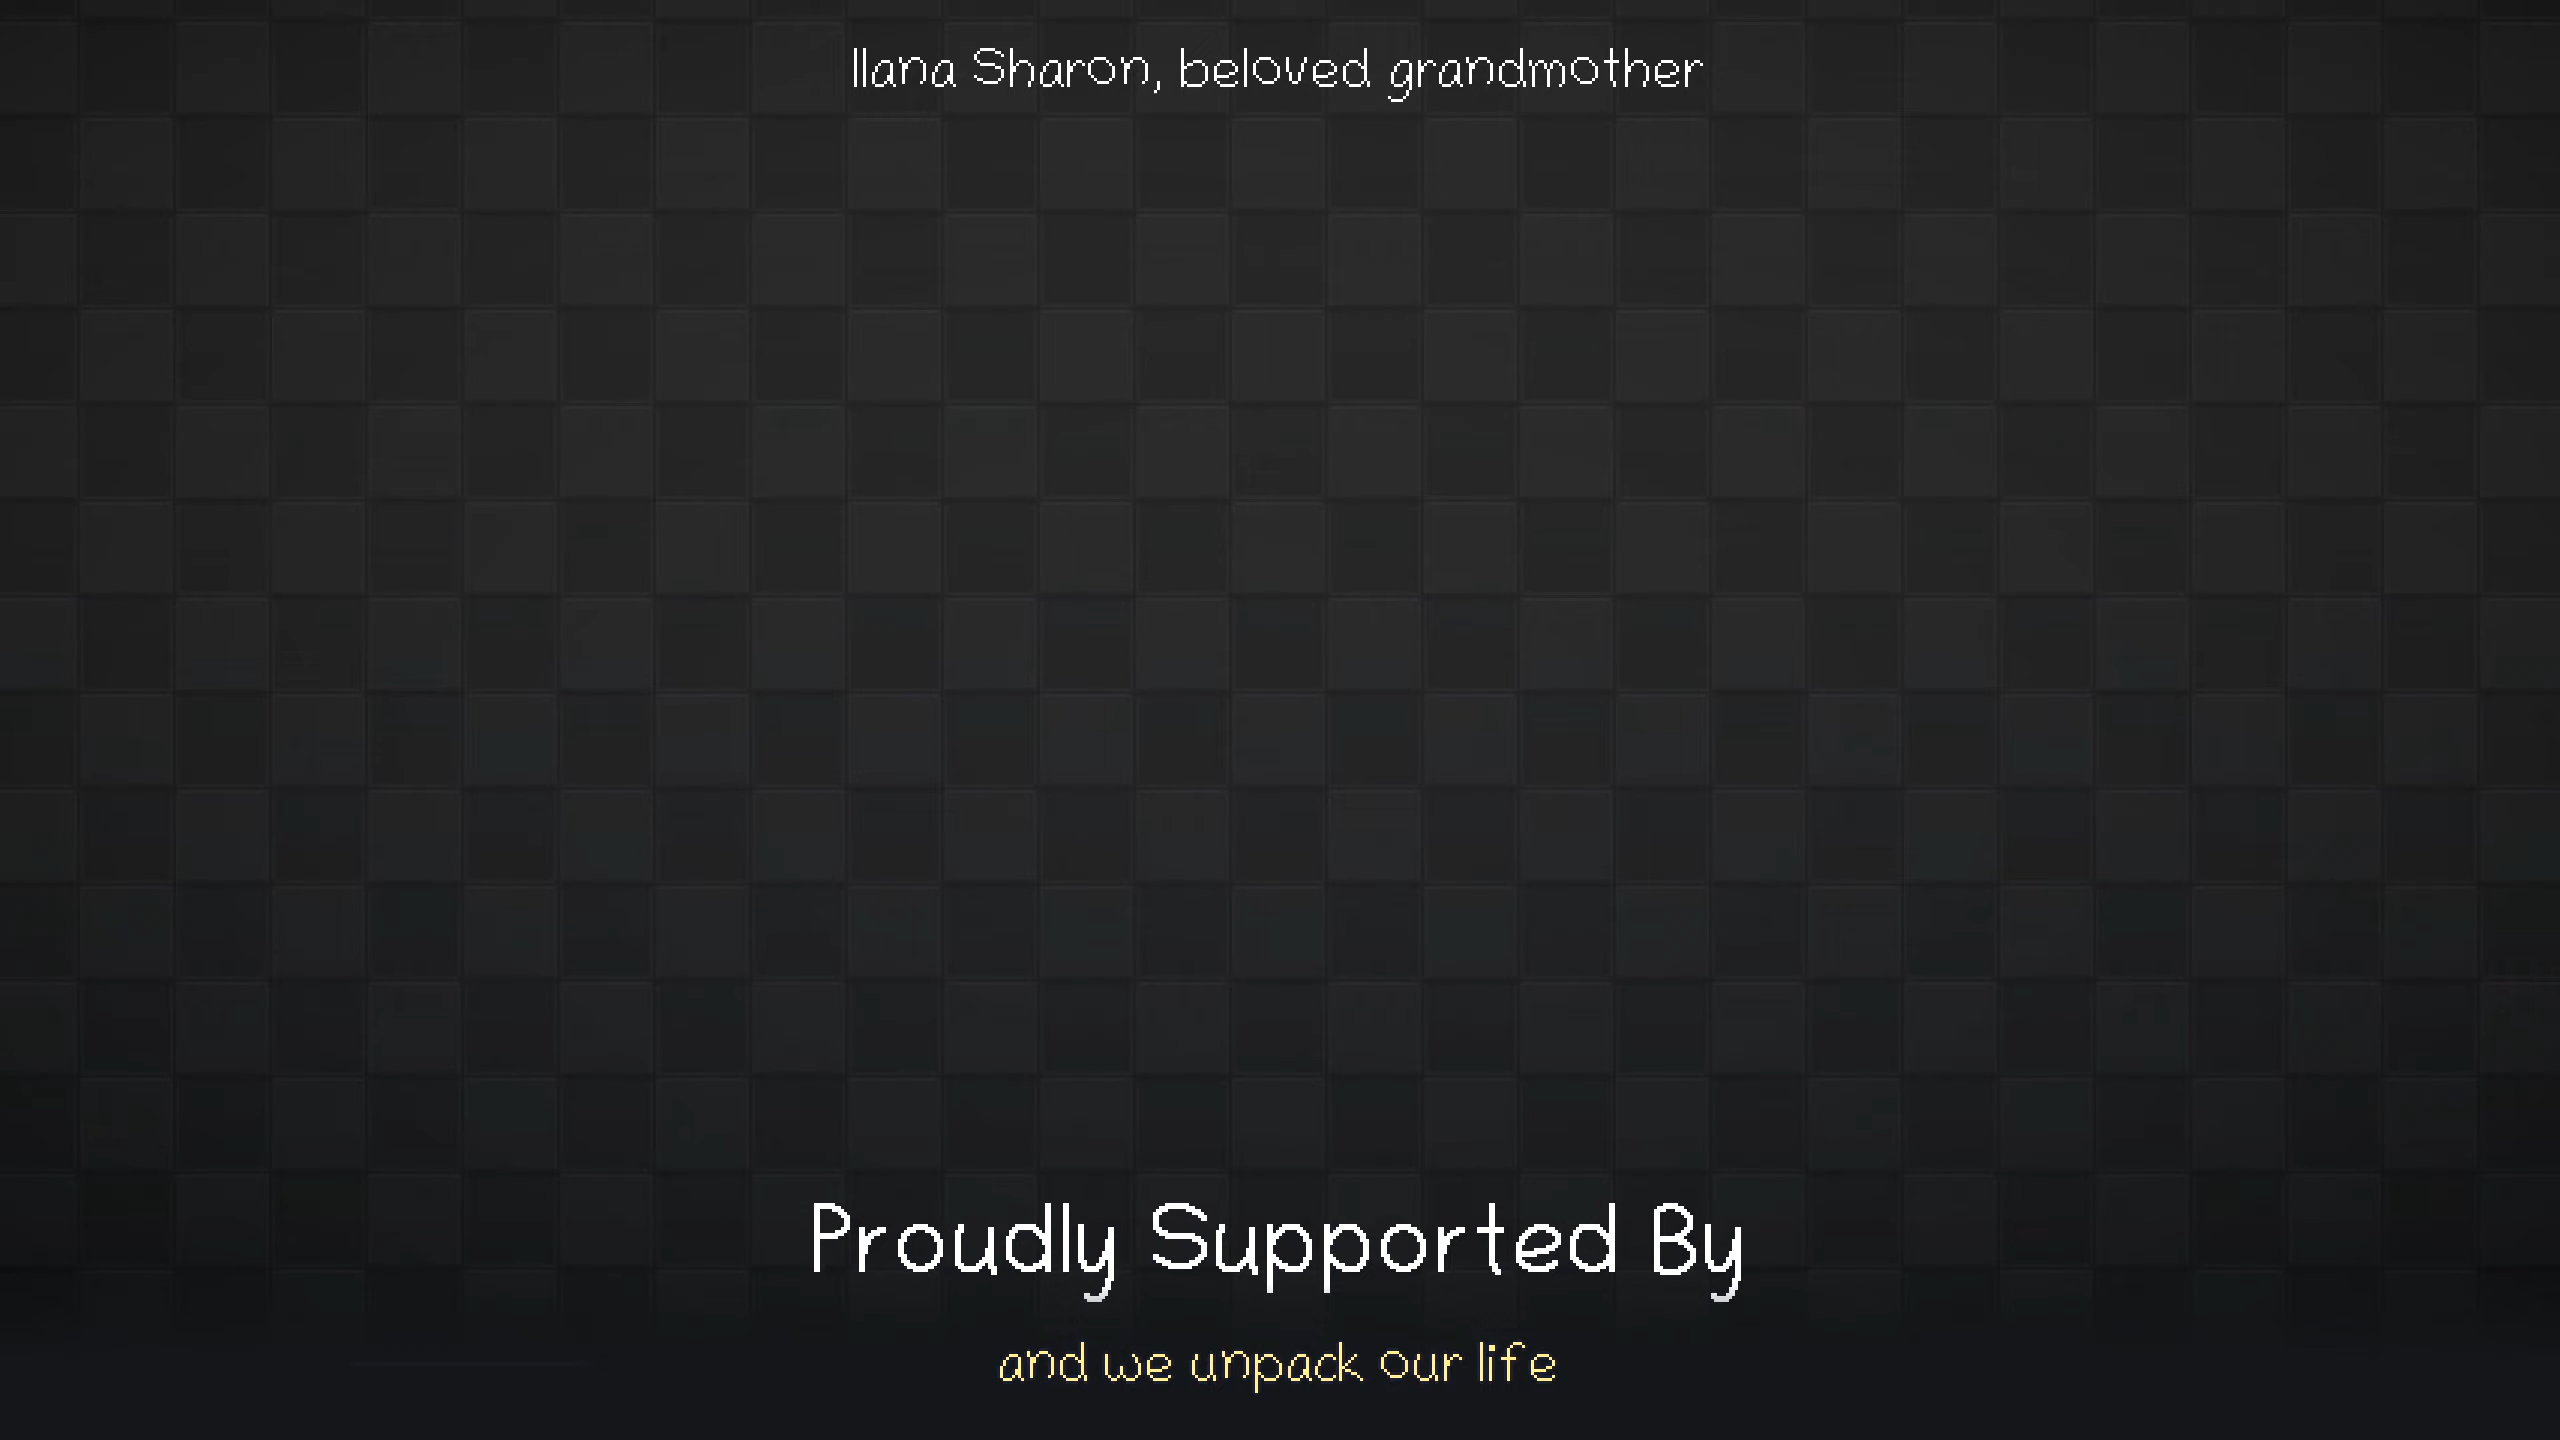 Ilana Sharon, beloved grandmother
Proudly Supported By
and we unpack our life